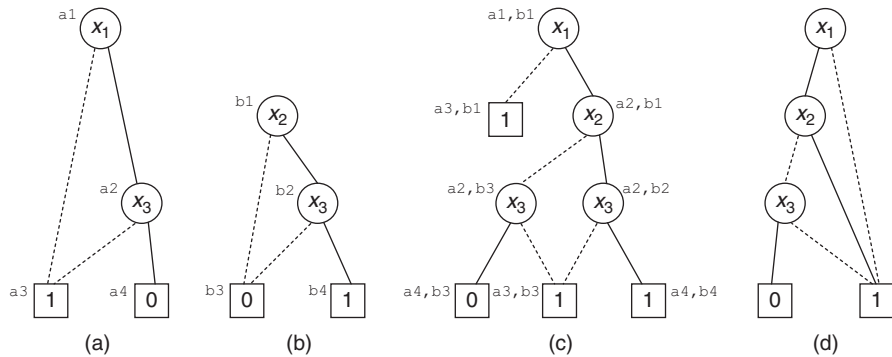 a1 x1 a1,b1 x1 x1
b1 x2 a3,b1 1 x2 a2,b1 x2
a2 x3 b2 x3 a2,b3 x3 x3 a2,b2 x3
a3 1 a4 0 b3 0 b4 1 a4,b3 0 a3,b3 1 1 a4,b4 0 1
(a) (b) (c) (d)